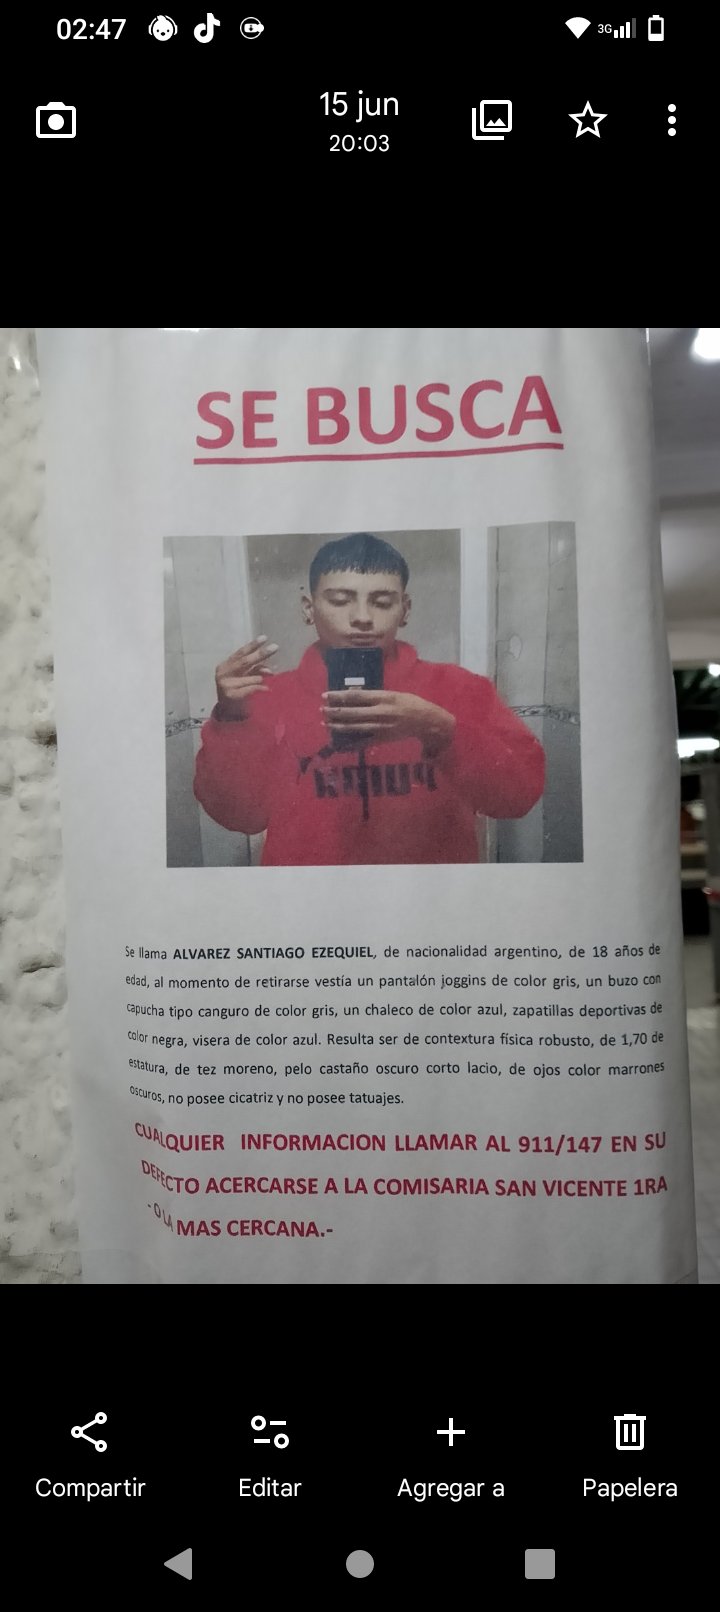 02:47
3G
15 jun
20:03
SE BUSCA
Se llama ALVAREZ SANTIAGO EZEQUIEL, de nacionalidad argentino, de 18 años de
edad, al momento de retirarse vestía un pantalón joggins de color gris, un buzo con
capucha tipo canguro de color gris, un chaleco de color azul, zapatillas deportivas de
color negra, visera de color azul. Resulta ser de contextura física robusto, de 1,70 de
estatura, de tez moreno, pelo castaño oscuro corto lacio, de ojos color marrones
oscuros, no posee cicatriz y no posee tatuajes.
CUALQUIER INFORMACION LLAMAR AL 911/147 EN SU
DEFECTO ACERCARSE A LA COMISARIA SAN VICENTE 1RA
- O LA MAS CERCANA.-
Compartir
Editar
Agregar a
Papelera